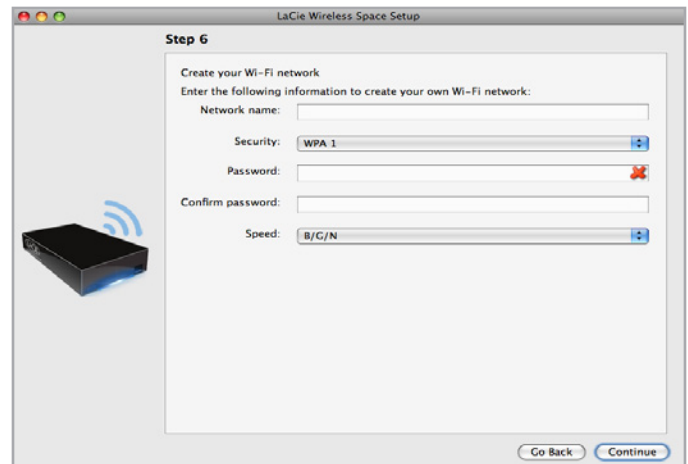 LaCie Wireless Space Setup
Step 6
Create your Wi-Fi network
Enter the following information to create your own Wi-Fi network:
Network name:
Security: WPA 1
Password:
Confirm password:
Speed: B/G/N
Go Back Continue